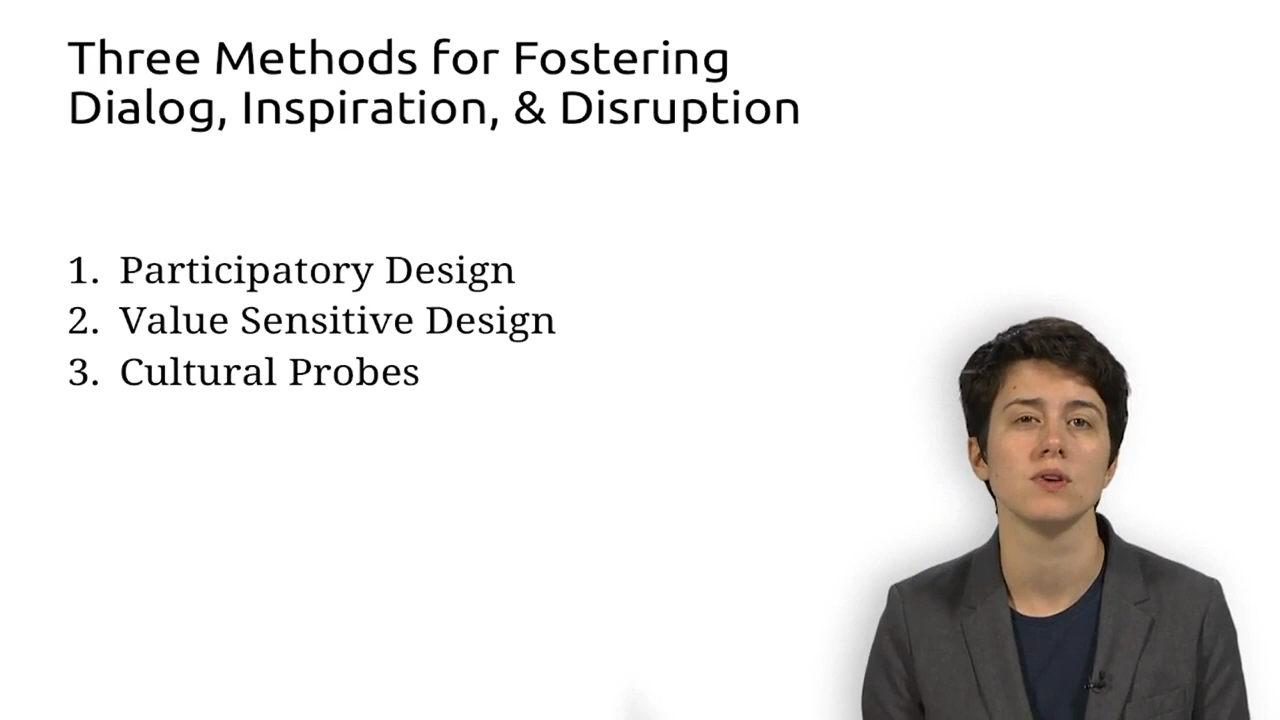 Three Methods for Fostering
Dialog, Inspiration, & Disruption
1. Participatory Design
2. Value Sensitive Design
3. Cultural Probes